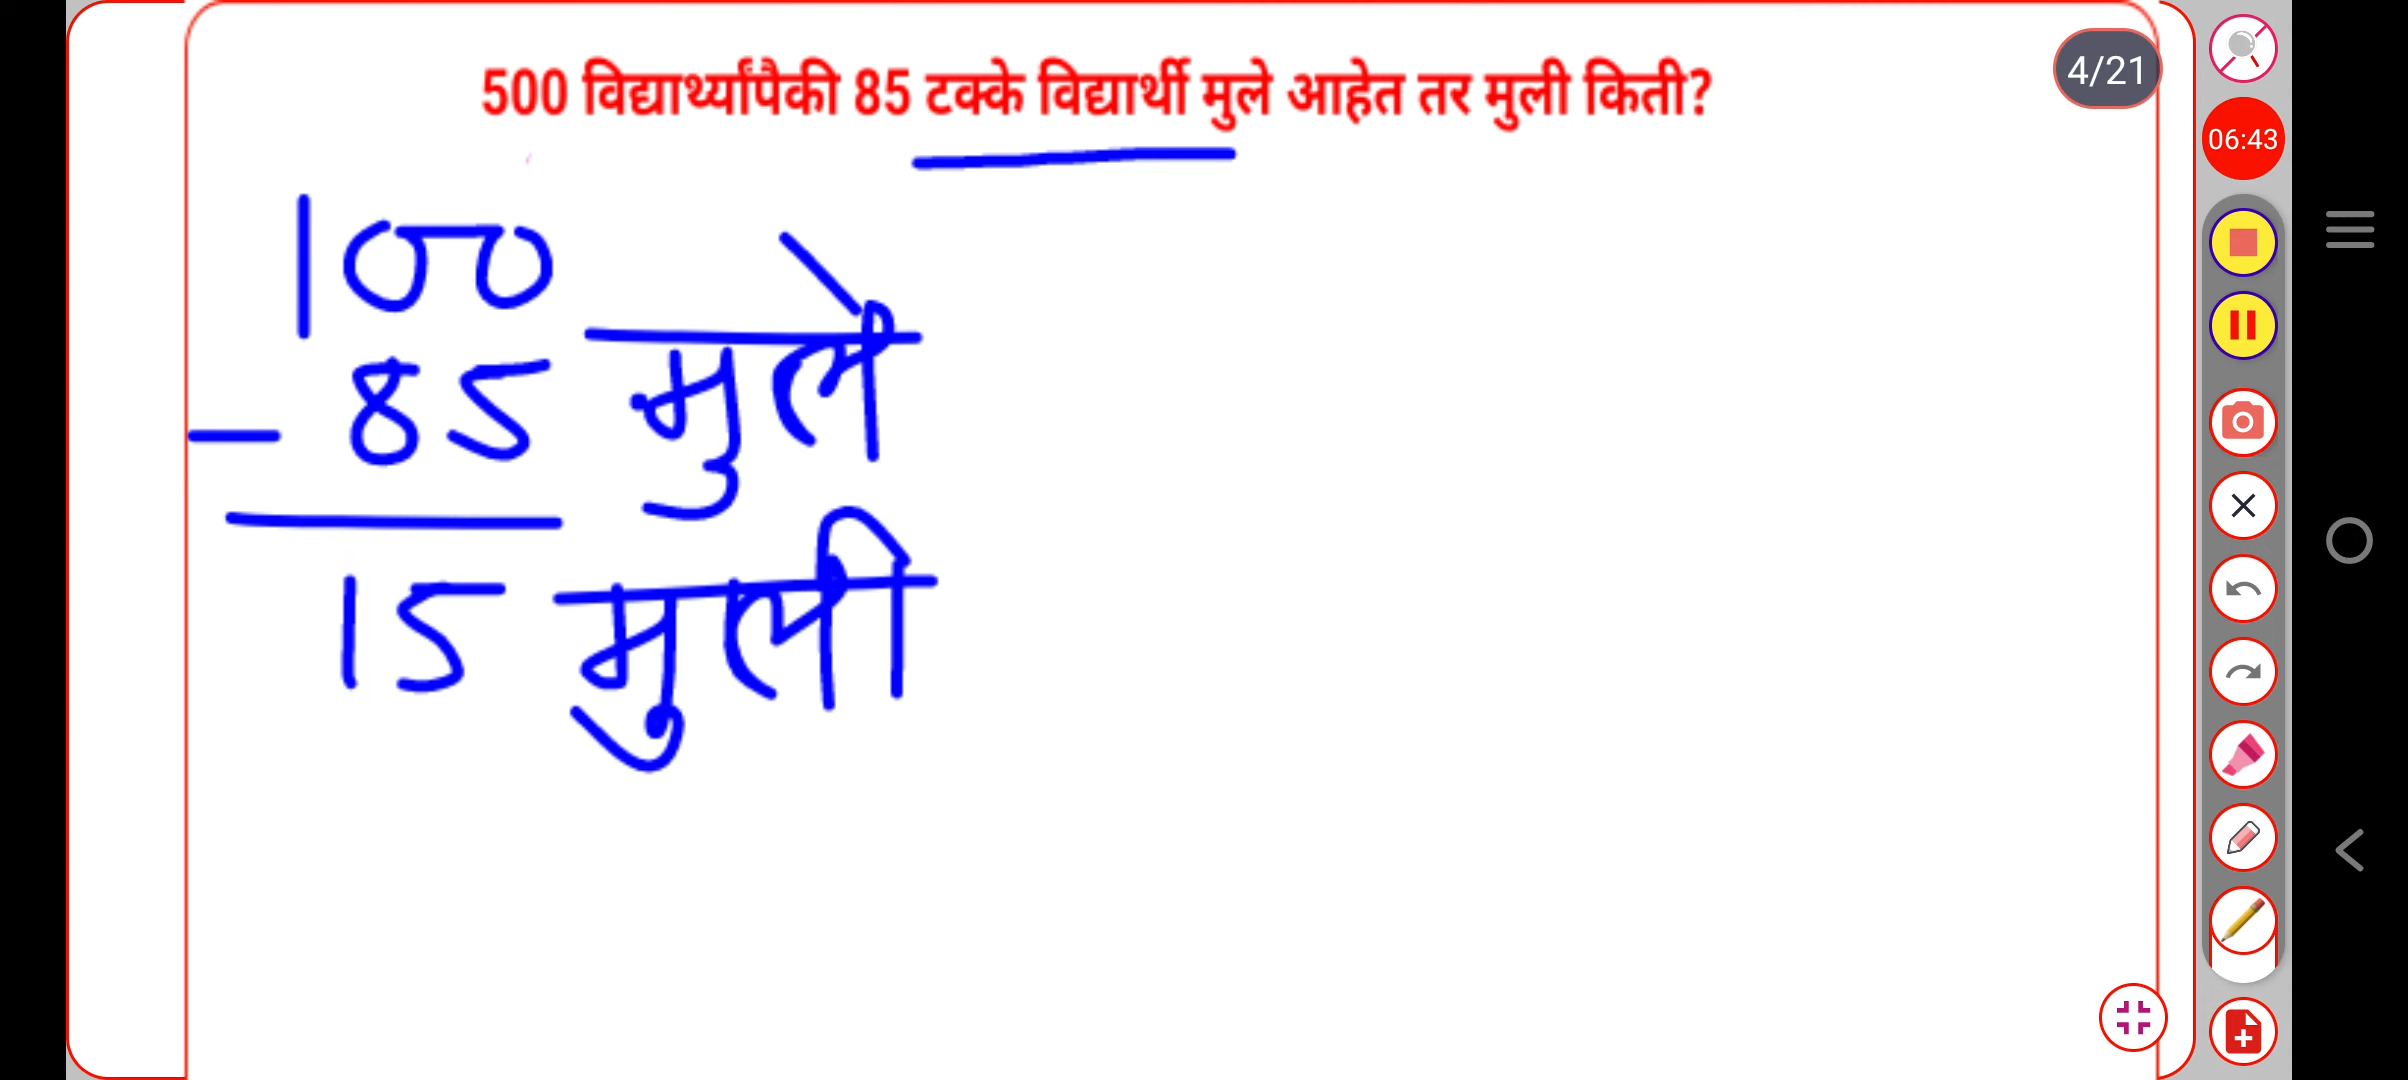 500 विद्यार्थ्यांपैकी 85 टक्के विद्यार्थी मुले आहेत तर मुली किती?
4/21
06:43
100
- 85 मुले
15 मुली